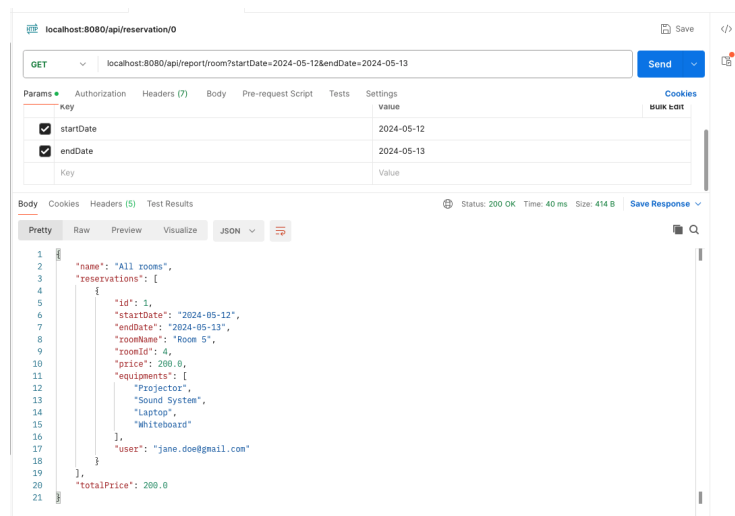 HTTP localhost:8080/api/reservation/0 Save
GET localhost:8080/api/report/room?startDate=2024-05-12&endDate=2024-05-13 Send
Params Authorization Headers (7) Body Pre-request Script Tests Settings Cookies
Key Value Bulk Edit
startDate 2024-05-12
endDate 2024-05-13
Key Value
Body Cookies Headers (5) Test Results Status: 200 OK Time: 40 ms Size: 414 B Save Response
Pretty Raw Preview Visualize JSON
1 {
2 "name": "All rooms",
3 "reservations": [
4 {
5 "id": 1,
6 "startDate": "2024-05-12",
7 "endDate": "2024-05-13",
8 "roomName": "Room 5",
9 "roomId": 4,
10 "price": 200.0,
11 "equipments": [
12 "Projector",
13 "Sound System",
14 "Laptop",
15 "Whiteboard"
16 ],
17 "user": "jane.doe@gmail.com"
18 }
19 ],
20 "totalPrice": 200.0
21 }